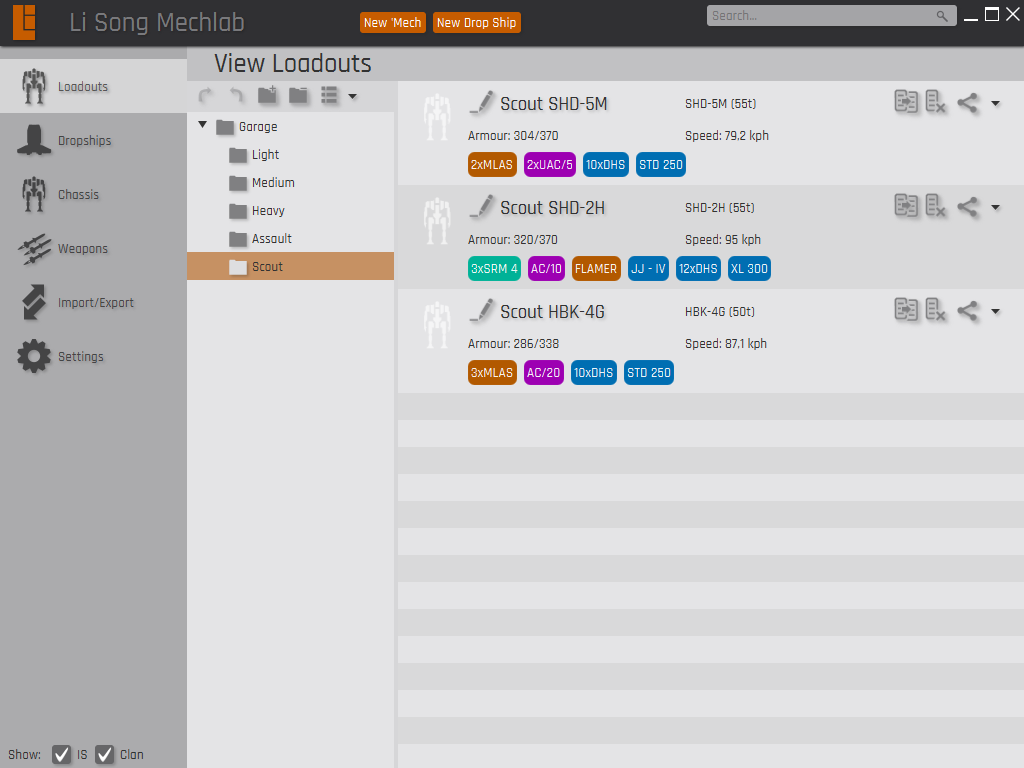 Li Song Mechlab
New 'Mech
New Drop Ship
Search...
View Loadouts
Loadouts
Dropships
Chassis
Weapons
Import/Export
Settings
Garage
Light
Medium
Heavy
Assault
Scout
Scout SHD-5M SHD-5M (55t)
Armour: 304/370 Speed: 79,2 kph
2xMLAS 2xUAC/5 10xDHS STD 250
Scout SHD-2H SHD-2H (55t)
Armour: 320/370 Speed: 95 kph
3xSRM 4 AC/10 FLAMER JJ - IV 12xDHS XL 300
Scout HBK-4G HBK-4G (50t)
Armour: 286/338 Speed: 87,1 kph
3xMLAS AC/20 10xDHS STD 250
Show: IS Clan